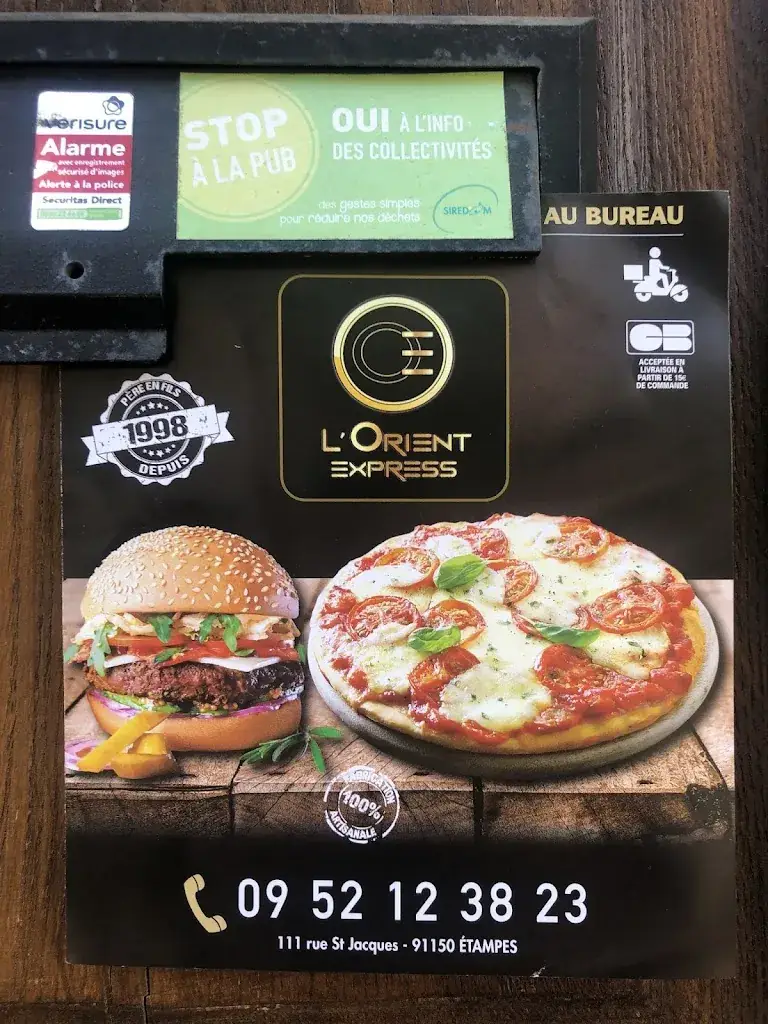 verisure
Alarme
avec enregistrement
sécurisé d'images
Alerte à la police
Securitas Direct
STOP
À LA PUB
OUI À L'INFO
DES COLLECTIVITÉS
des gestes simples
pour réduire nos déchets
SIREDOM
AU BUREAU
CB
ACCEPTÉE EN
LIVRAISON À
PARTIR DE 15€
DE COMMANDE
PÈRE EN FILS
1998
DEPUIS
L'ORIENT
EXPRESS
FABRICATION
100%
ARTISANALE
09 52 12 38 23
111 rue St Jacques - 91150 ÉTAMPES